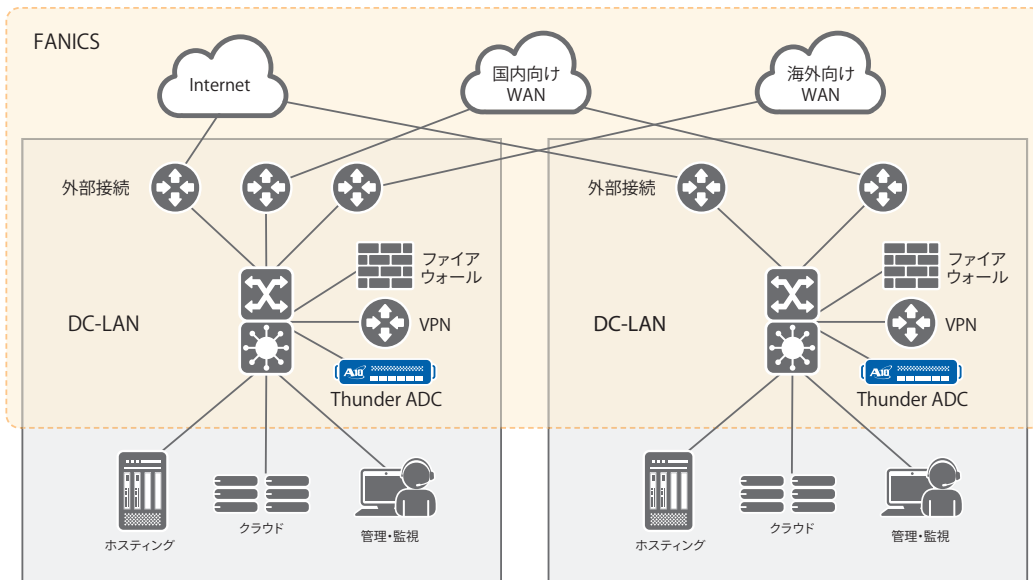 FANICS
Internet
国内向け
WAN
海外向け
WAN
外部接続
ファイア
ウォール
DC-LAN
VPN
A10
Thunder ADC
ホスティング
クラウド
管理・監視
外部接続
ファイア
ウォール
DC-LAN
VPN
A10
Thunder ADC
ホスティング
クラウド
管理・監視